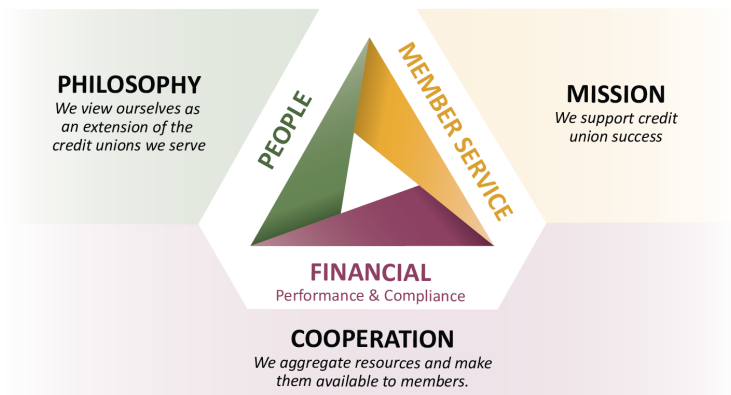 PHILOSOPHY
We view ourselves as
an extension of the
credit unions we serve
PEOPLE
MEMBER SERVICE
MISSION
We support credit
union success
FINANCIAL
Performance & Compliance
COOPERATION
We aggregate resources and make
them available to members.